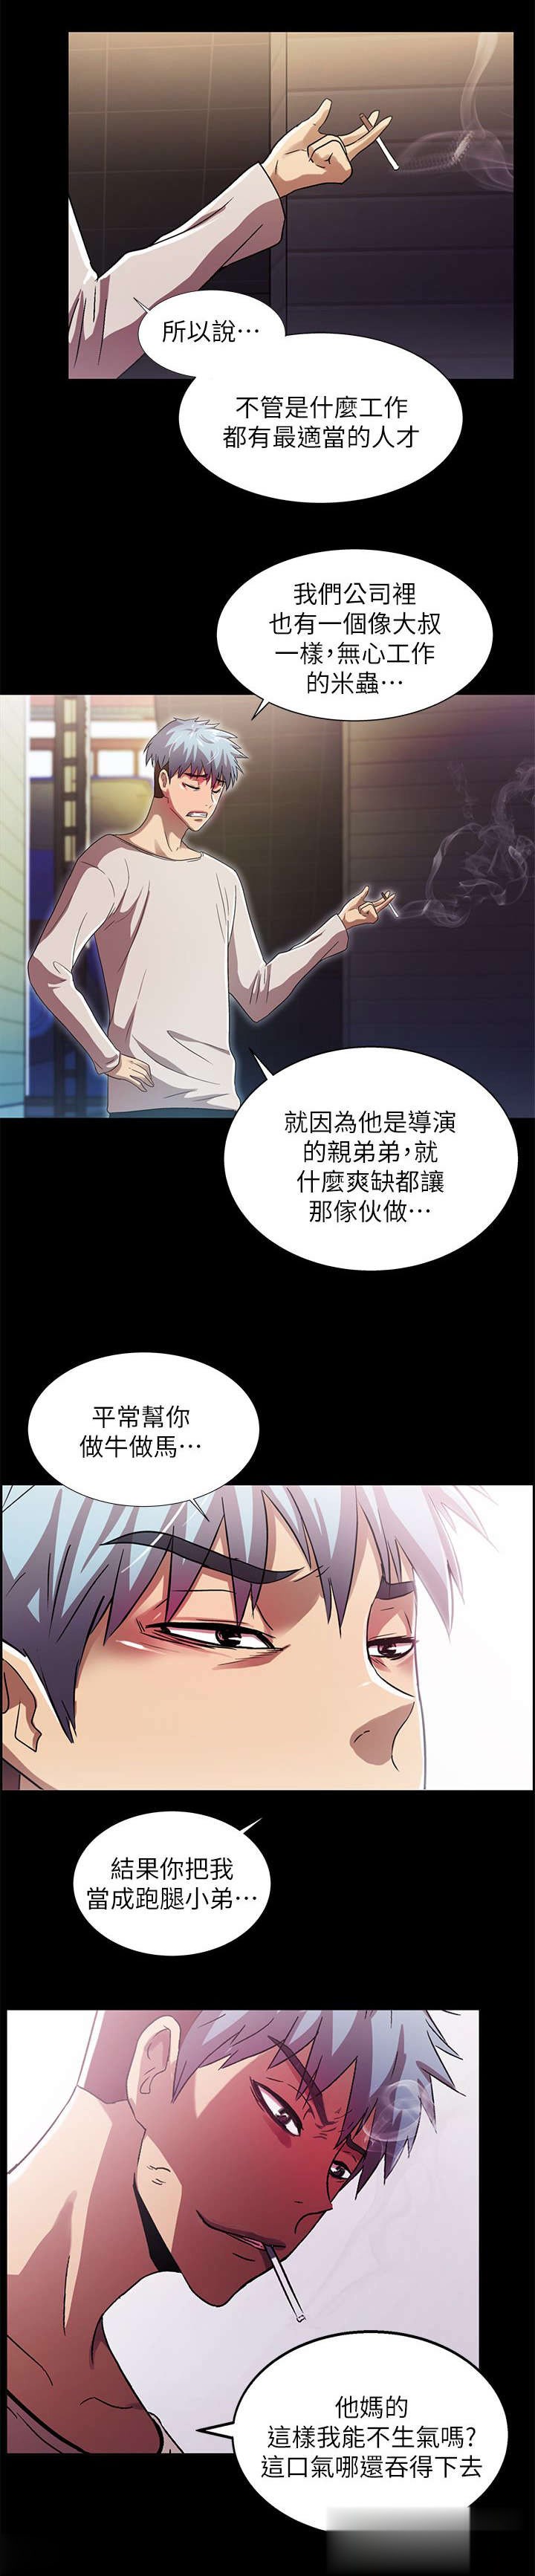 所以說⋯
不管是什麼工作
都有最適當的人才
我們公司裡
也有一個像大叔
一樣,無心工作
的米蟲⋯
就因為他是導演
的親弟弟,就
什麼爽缺都讓
那傢伙做⋯
平常幫你
做牛做馬⋯
結果你把我
當成跑腿小弟⋯
他媽的
這樣我能不生氣嗎?
這口氣哪還吞得下去